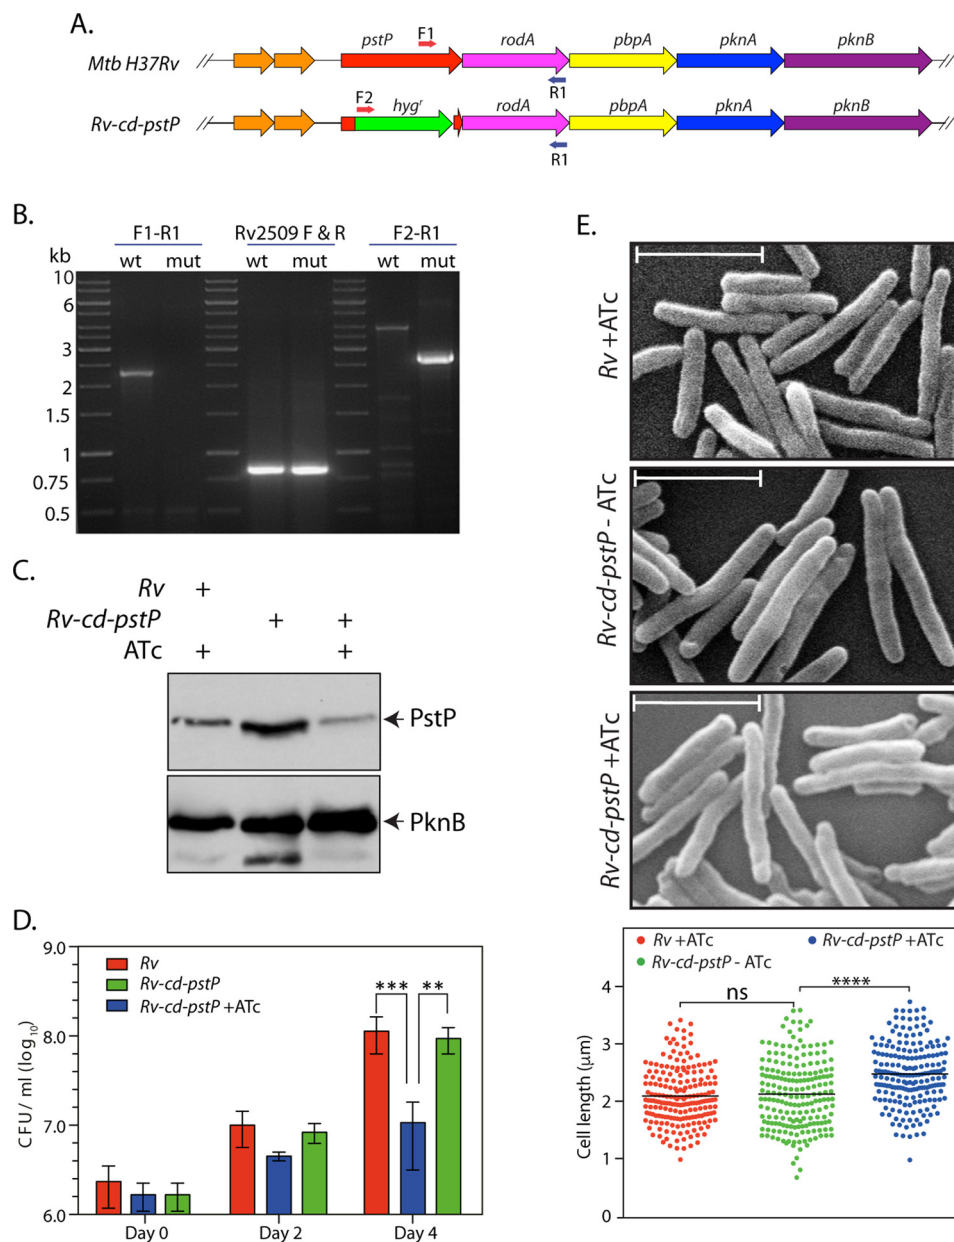 A.
F1
pstP rodA pbpA pknA pknB
Mtb H37Rv
R1
F2
hygʳ rodA pbpA pknA pknB
Rv-cd-pstP
R1
B.
F1-R1 Rv2509 F & R F2-R1
kb wt mut wt mut wt mut
10
6
3
2
1.5
1
0.75
0.5
C.
Rv +
Rv-cd-pstP + +
ATc + +
PstP
PknB
D.
CFU/ ml (log₁₀)
9.0
8.0
7.0
6.0
Rv
Rv-cd-pstP
Rv-cd-pstP +ATc
*** **
Day 0 Day 2 Day 4
E.
Rv +ATc
Rv-cd-pstP - ATc
Rv-cd-pstP +ATc
Rv +ATc Rv-cd-pstP +ATc
Rv-cd-pstP - ATc
ns ****
Cell length (μm)
4
3
2
1
0